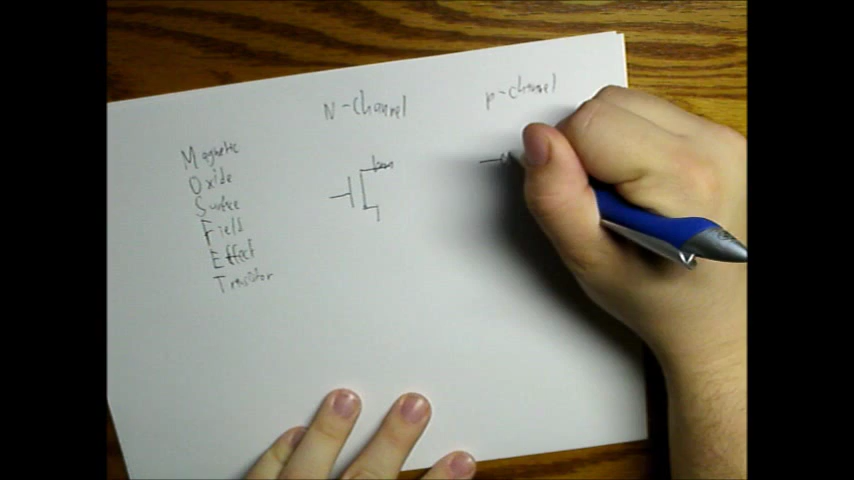 N-Channel
p-channel
Magnetic
Oxide
Surface
Field
Effect
Transistor